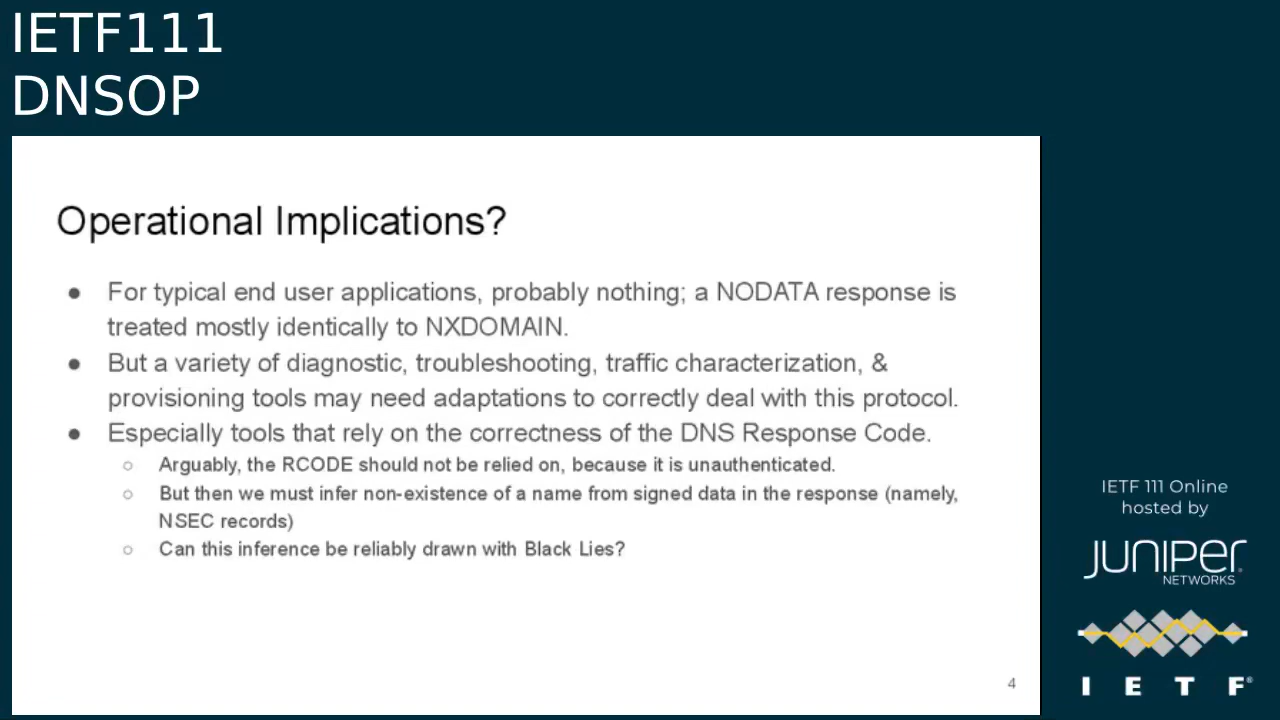 IETF111
DNSOP
Operational Implications?
● For typical end user applications, probably nothing; a NODATA response is
treated mostly identically to NXDOMAIN.
● But a variety of diagnostic, troubleshooting, traffic characterization, &
provisioning tools may need adaptations to correctly deal with this protocol.
● Especially tools that rely on the correctness of the DNS Response Code.
○ Arguably, the RCODE should not be relied on, because it is unauthenticated.
○ But then we must infer non-existence of a name from signed data in the response (namely,
NSEC records)
○ Can this inference be reliably drawn with Black Lies?
4
IETF 111 Online
hosted by
JUNIPER
NETWORKS
I E T F®